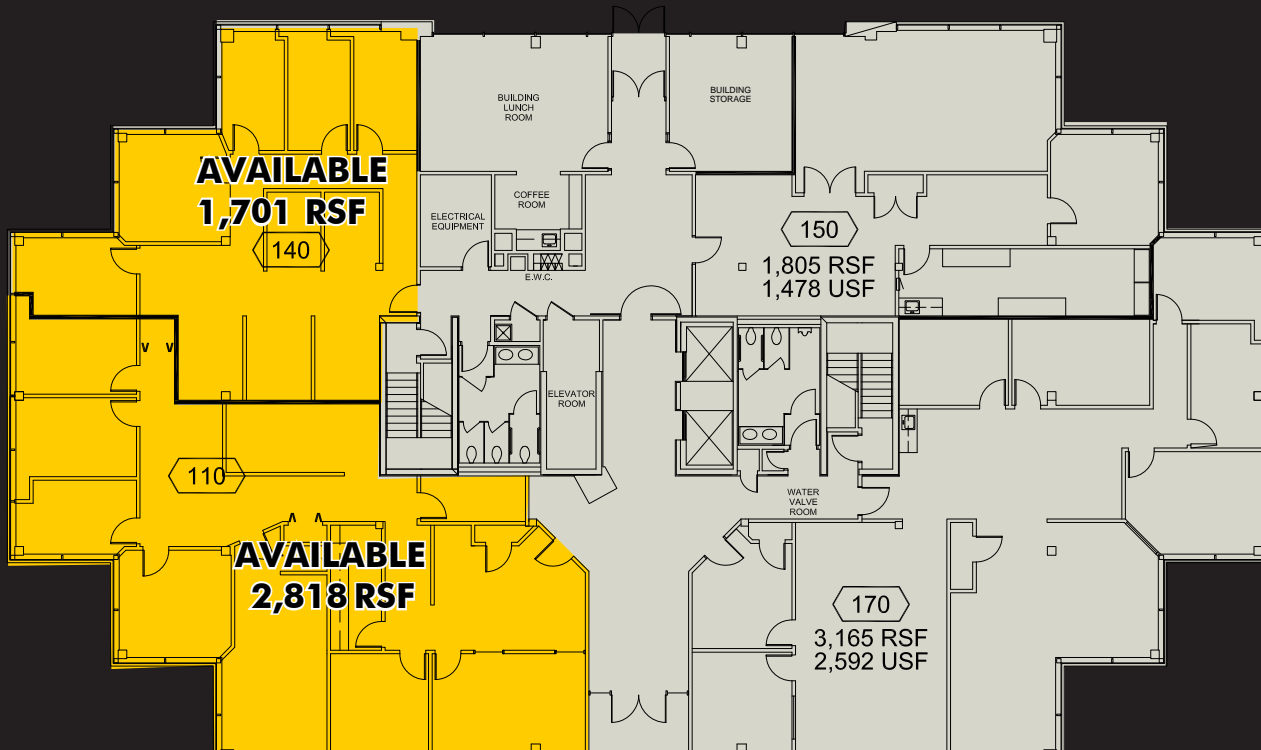 BUILDING
LUNCH
ROOM
BUILDING
STORAGE
AVAILABLE
1,701 RSF
140
ELECTRICAL
EQUIPMENT
COFFEE
ROOM
E.W.C.
150
1,805 RSF
1,478 USF
V V
ELEVATOR
ROOM
110
WATER
VALVE
ROOM
AVAILABLE
2,818 RSF
170
3,165 RSF
2,592 USF